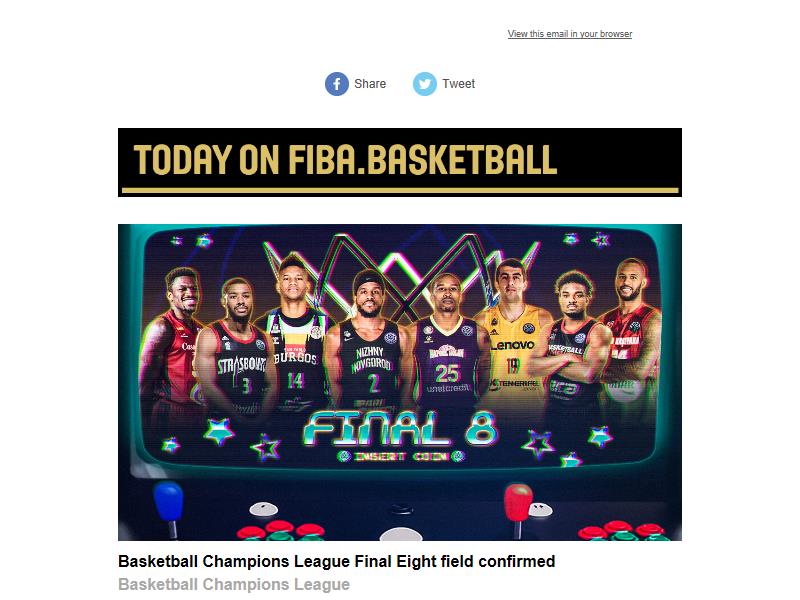 View this email in your browser
Share
Tweet
TODAY ON FIBA.BASKETBALL
STRASBOURG
3
BURGOS
14
NIZHNY
NOVGOROD
2
25
unicredit
Lenovo
19
TENERIFE
FINAL 8
INSERT COIN
Basketball Champions League Final Eight field confirmed
Basketball Champions League